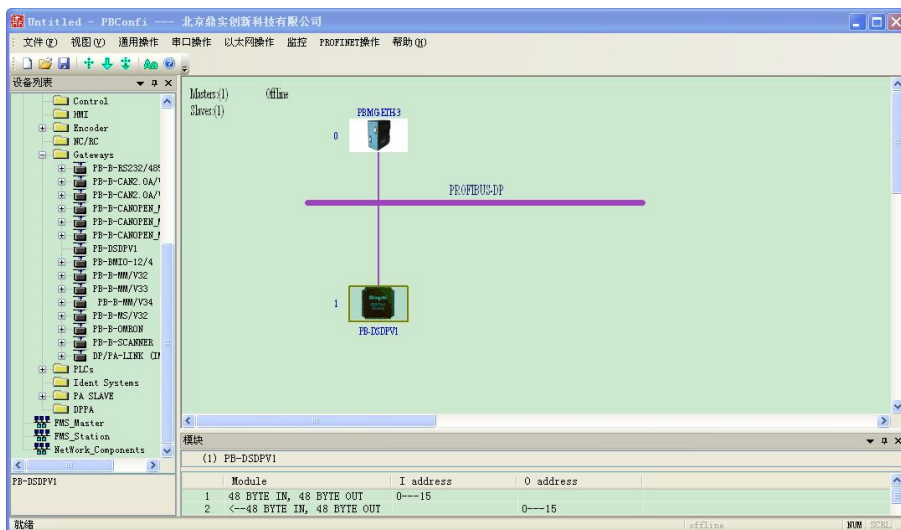 Untitled - PBConfi --- 北京鼎实创新科技有限公司
文件(F) 视图(V) 通用操作 串口操作 以太网操作 监控 PROFINET操作 帮助(H)
设备列表
Control
HMI
Encoder
NC/RC
Gateways
PB-B-RS232/485
PB-B-CAN2.0A/
PB-B-CAN2.0A/
PB-B-CANOPEN_
PB-B-CANOPEN_
PB-B-CANOPEN_
PB-DSDPV1
PB-BMIO-12/4
PB-B-MM/V32
PB-B-MM/V33
PB-B-MM/V34
PB-B-MS/V32
PB-B-OMRON
PB-B-SCANNER
DP/PA-LINK (IM
PLCs
Ident Systems
PA SLAVE
DPPA
FMS_Master
FMS_Station
NetWork_Components
PB-DSDPV1
Masters:(1) Offline
Slaves:(1)
PBMG-ETH-3
0
PROFIBUS-DP
1
PB-DSDPV1
模块
(1) PB-DSDPV1
Module I address O address
1 48 BYTE IN, 48 BYTE OUT 0---15
2 <--48 BYTE IN, 48 BYTE OUT 0---15
就绪 offline NUM SCRL